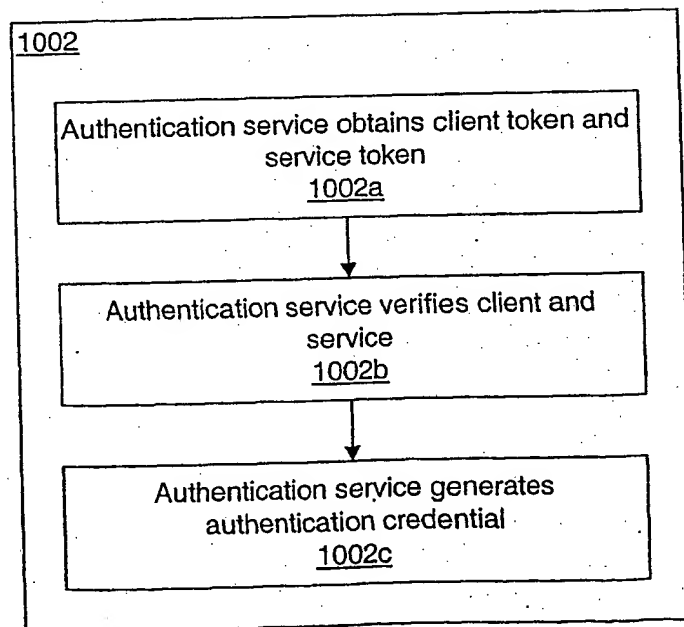 1002
Authentication service obtains client token and
service token
1002a
Authentication service verifies client and
service
1002b
Authentication service generates
authentication credential
1002c